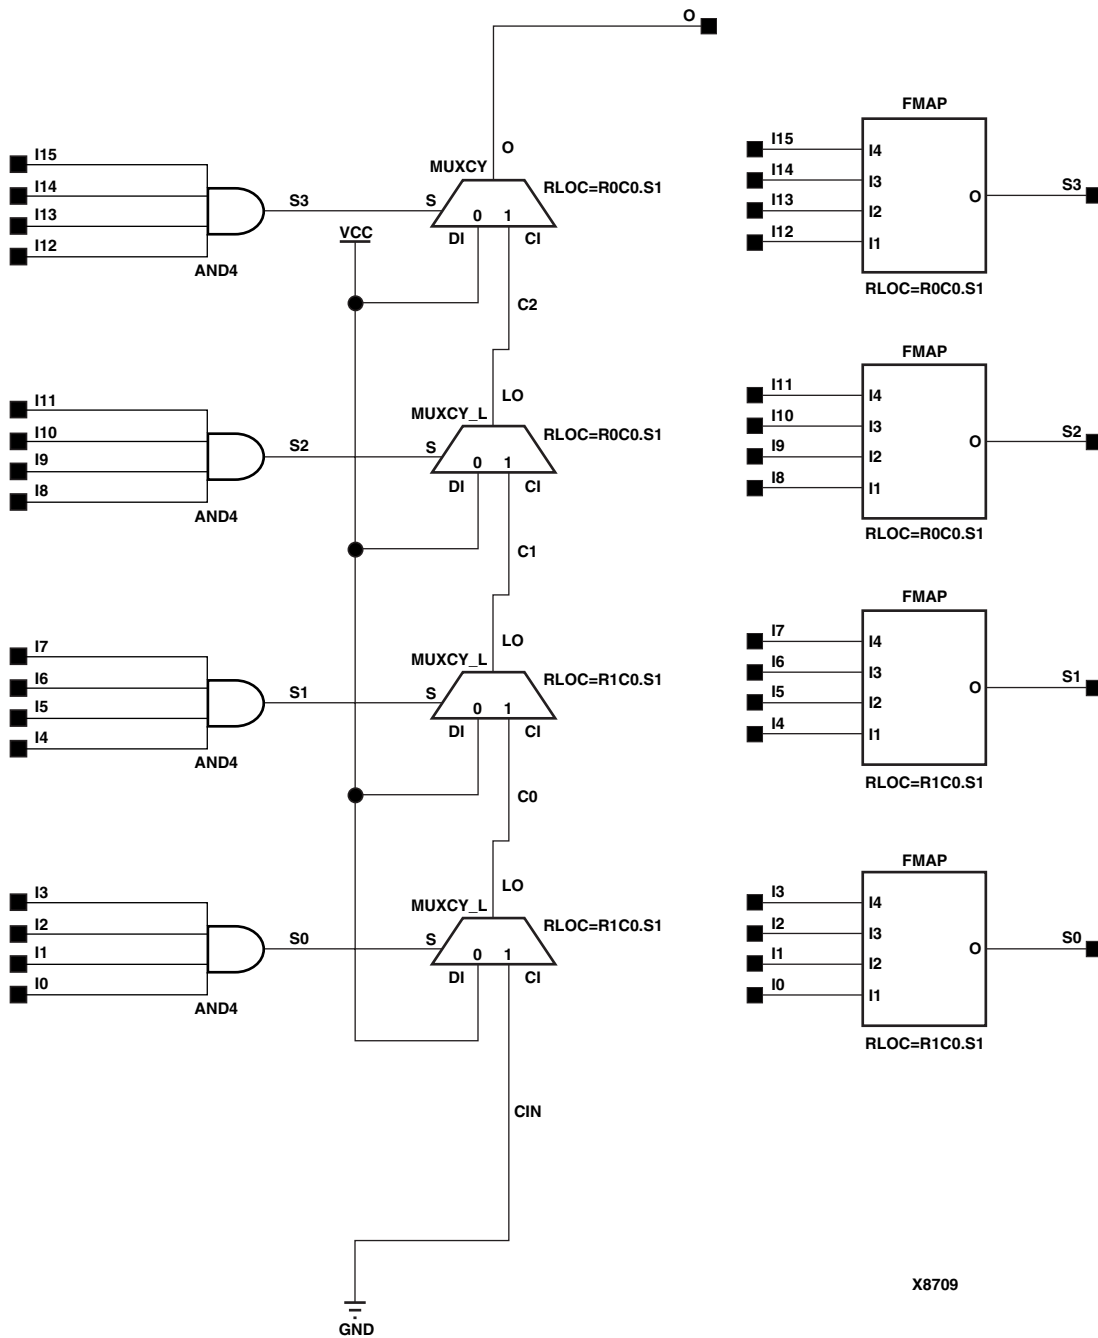 O
O
MUXCY
RLOC=R0C0.S1
S
0 1
DI CI
I15
I14
I13
I12
AND4
S3
VCC
C2
LO
MUXCY_L
RLOC=R0C0.S1
S
0 1
DI CI
I11
I10
I9
I8
AND4
S2
C1
LO
MUXCY_L
RLOC=R1C0.S1
S
0 1
DI CI
I7
I6
I5
I4
AND4
S1
C0
LO
MUXCY_L
RLOC=R1C0.S1
S
0 1
DI CI
I3
I2
I1
I0
AND4
S0
CIN
GND
FMAP
I15 I4
I14 I3
I13 I2
I12 I1
O S3
RLOC=R0C0.S1
FMAP
I11 I4
I10 I3
I9 I2
I8 I1
O S2
RLOC=R0C0.S1
FMAP
I7 I4
I6 I3
I5 I2
I4 I1
O S1
RLOC=R1C0.S1
FMAP
I3 I4
I2 I3
I1 I2
I0 I1
O S0
RLOC=R1C0.S1
X8709